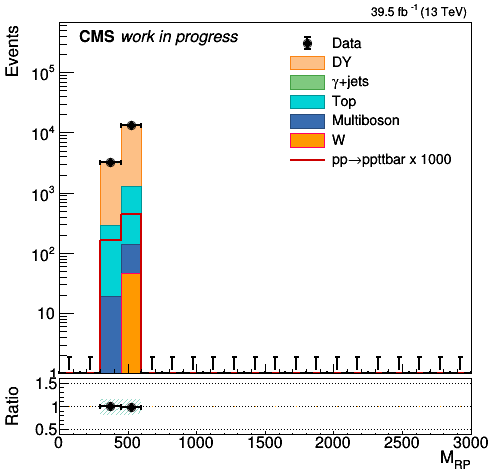 39.5 fb⁻¹ (13 TeV)
CMS work in progress
Events
Data
DY
γ+jets
Top
Multiboson
W
pp→ppttbar x 1000
10⁵
10⁴
10³
10²
10
1
Ratio
1.5
1
0.5
0 500 1000 1500 2000 2500 3000
M_RP